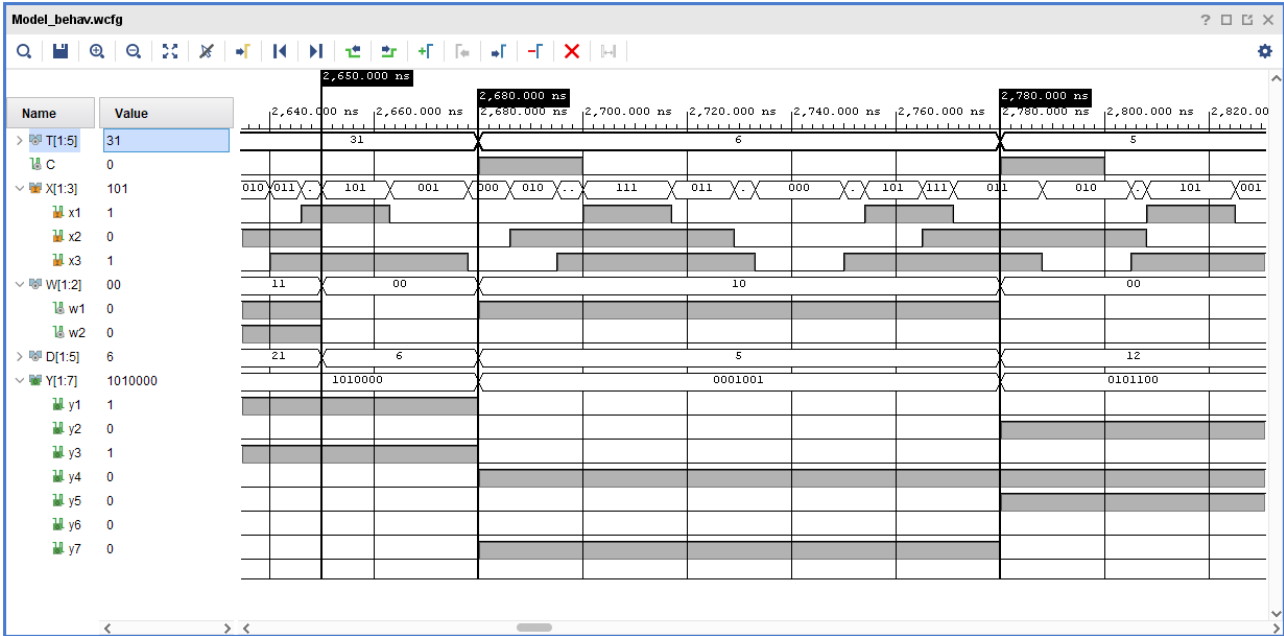 Model_behav.wcfg
2,650.000 ns
2,680.000 ns 2,780.000 ns
Name Value 2,640.000 ns 2,660.000 ns 2,680.000 ns 2,700.000 ns 2,720.000 ns 2,740.000 ns 2,760.000 ns 2,780.000 ns 2,800.000 ns 2,820.00
T[1:5] 31 31 6 5
C 0
X[1:3] 101 010 011 . 101 001 000 010 .. 111 011 . 000 . 101 111 011 010 . 101 001
x1 1
x2 0
x3 1
W[1:2] 00 11 00 10 00
w1 0
w2 0
D[1:5] 6 21 6 5 12
Y[1:7] 1010000 1010000 0001001 0101100
y1 1
y2 0
y3 1
y4 0
y5 0
y6 0
y7 0